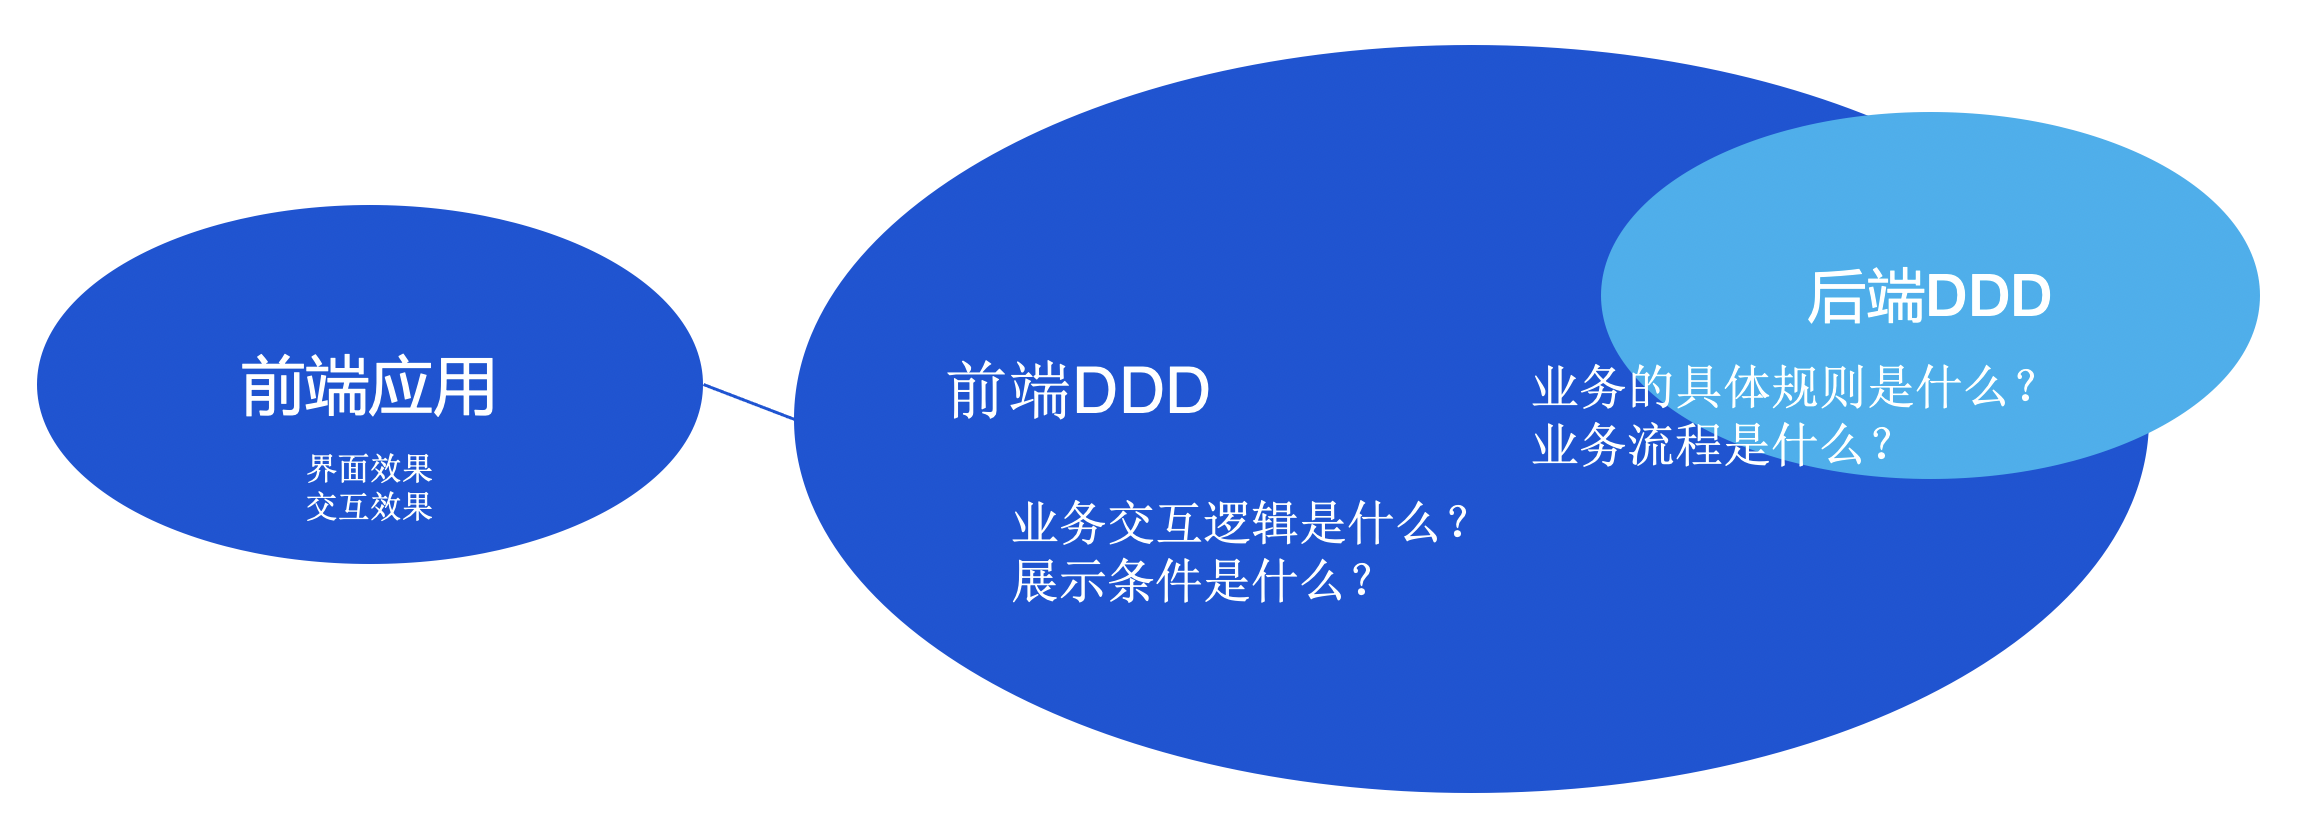 前端应用
界面效果
交互效果
前端DDD
业务交互逻辑是什么？
展示条件是什么？
后端DDD
业务的具体规则是什么？
业务流程是什么？